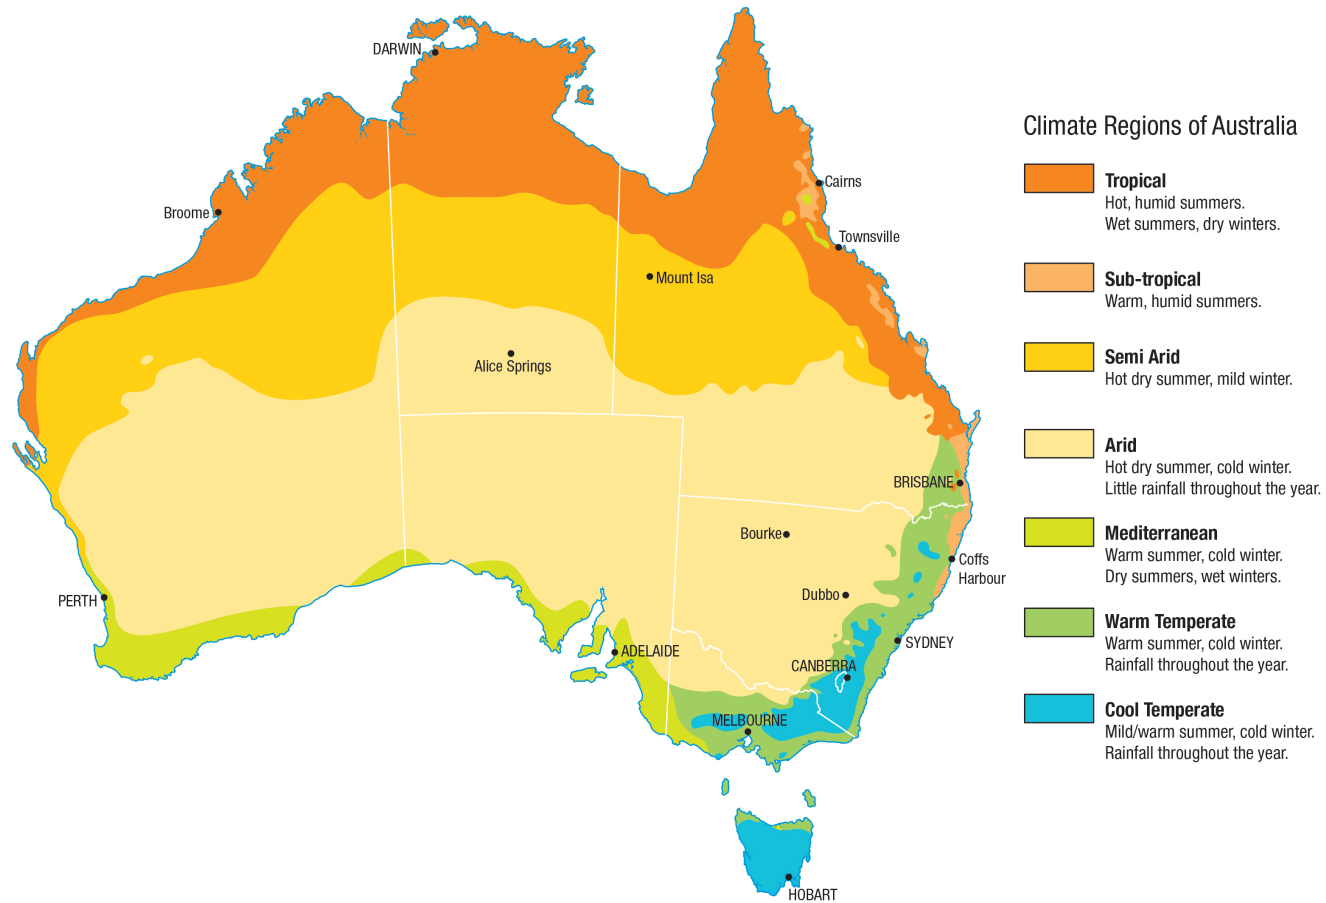 DARWIN
Broome
Cairns
Townsville
Mount Isa
Alice Springs
BRISBANE
Bourke
Coffs
Harbour
Dubbo
PERTH
SYDNEY
ADELAIDE
CANBERRA
MELBOURNE
HOBART
Climate Regions of Australia
Tropical
Hot, humid summers.
Wet summers, dry winters.
Sub-tropical
Warm, humid summers.
Semi Arid
Hot dry summer, mild winter.
Arid
Hot dry summer, cold winter.
Little rainfall throughout the year.
Mediterranean
Warm summer, cold winter.
Dry summers, wet winters.
Warm Temperate
Warm summer, cold winter.
Rainfall throughout the year.
Cool Temperate
Mild/warm summer, cold winter.
Rainfall throughout the year.